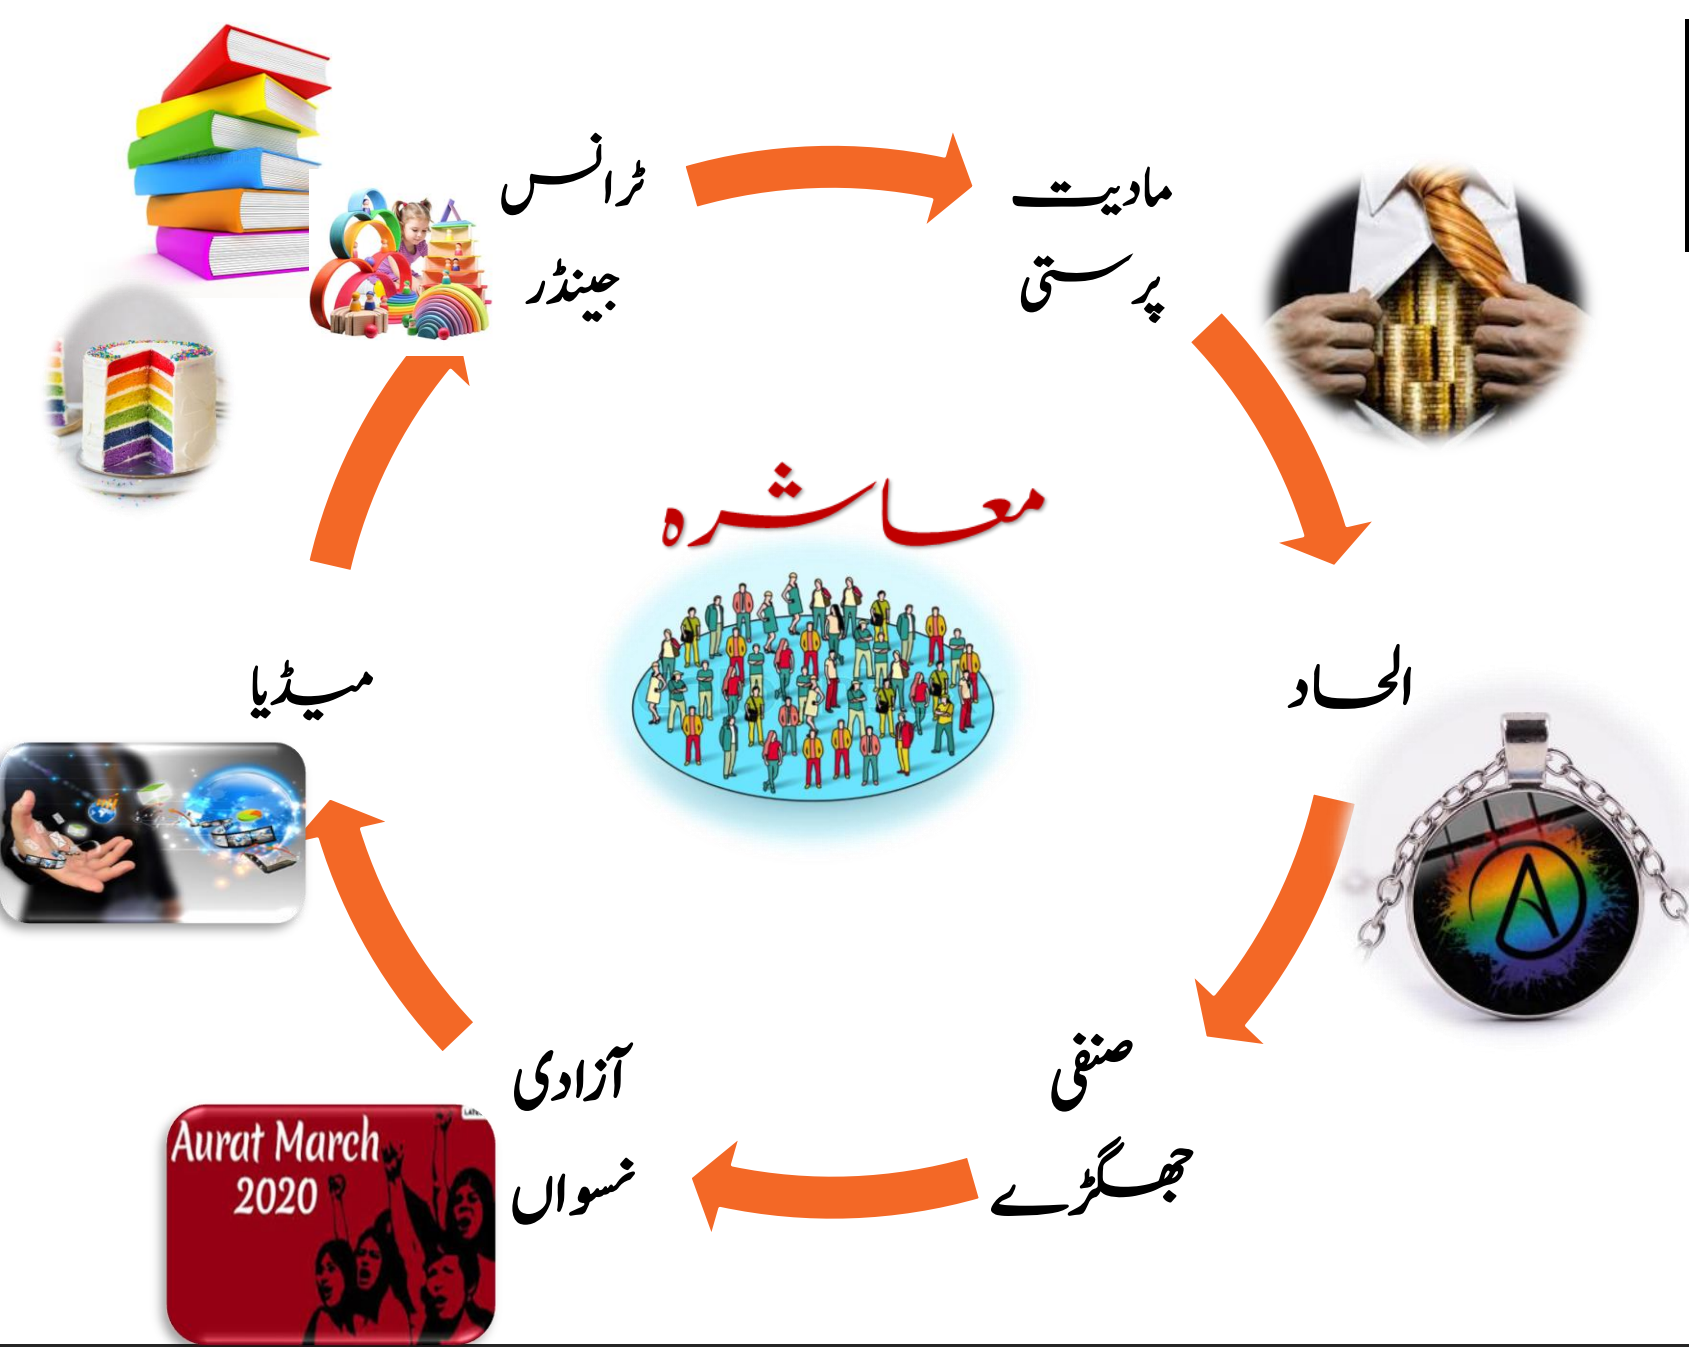 ٹرانس
جینڈر
مادیت
پرستی
معاشرہ
الحاد
میڈیا
صنفی
جھگڑے
آزادی
نسواں
Aurat March
2020